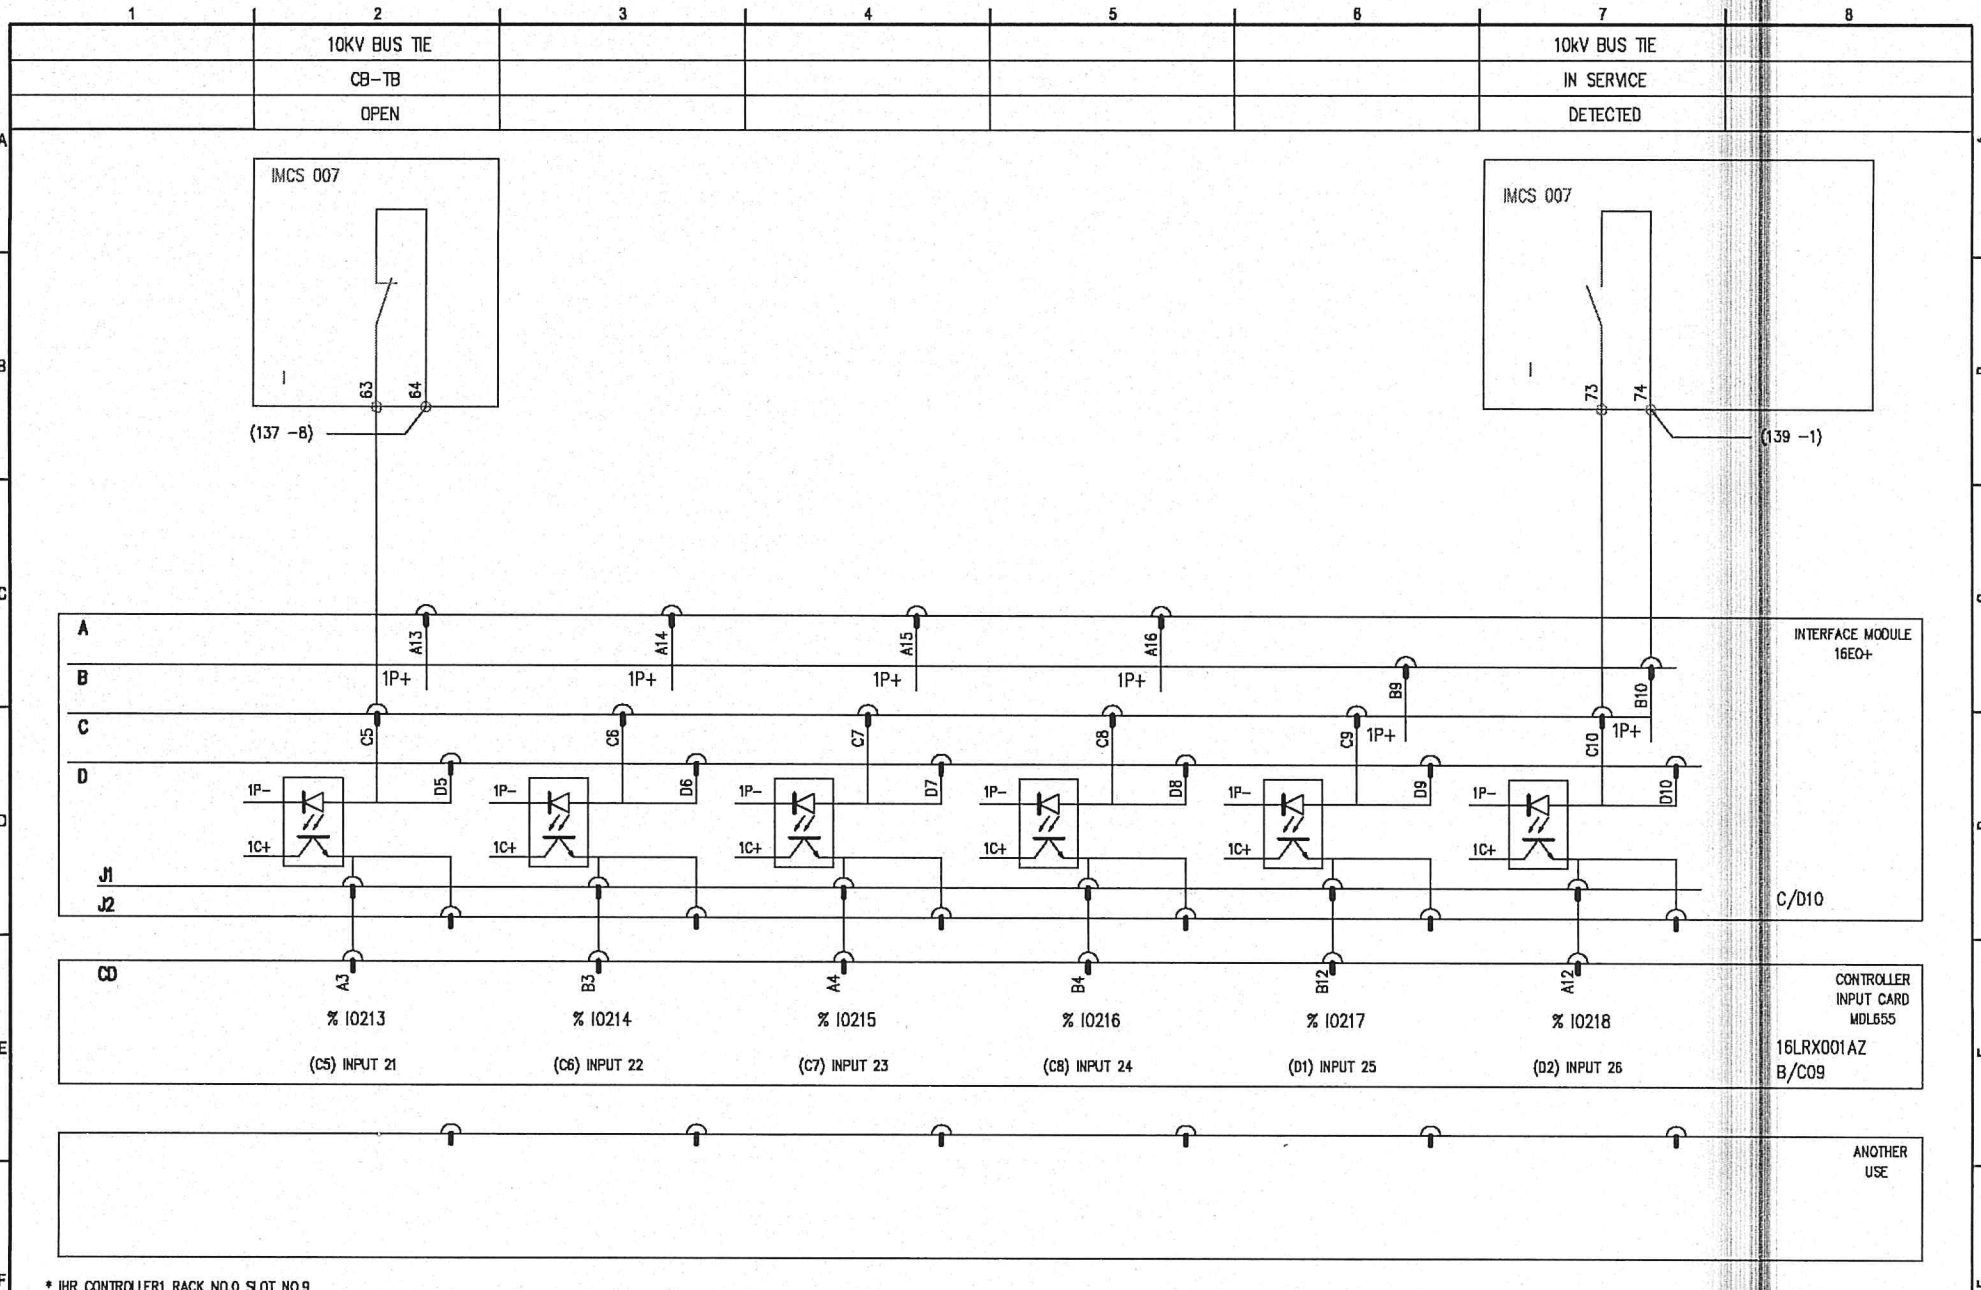 1 2 3 4 5 6 7 8
10KV BUS TIE 10kV BUS TIE
CB-TB IN SERVICE
OPEN DETECTED
A
IMCS 007 IMCS 007
B
I I
63 64 73 74
(137 -8) (139 -1)
C
A A13 A14 A15 A16 INTERFACE MODULE
16EO+
B 1P+ 1P+ 1P+ 1P+ B9 B10
C C5 C6 C7 C8 C9 1P+ C10 1P+
D D5 D6 D7 D8 D9 D10
1P- 1P- 1P- 1P- 1P- 1P-
D
1C+ 1C+ 1C+ 1C+ 1C+ 1C+
J1
J2 C/D10
CD A3 B3 A4 B4 B12 A12 CONTROLLER
INPUT CARD
MDL655
% I0213 % I0214 % I0215 % I0216 % I0217 % I0218
E 16LRX001AZ
(C5) INPUT 21 (C6) INPUT 22 (C7) INPUT 23 (C8) INPUT 24 (D1) INPUT 25 (D2) INPUT 26 B/C09
ANOTHER
USE
F
* IHR CONTROLLER1 RACK NO.0 SLOT NO.9